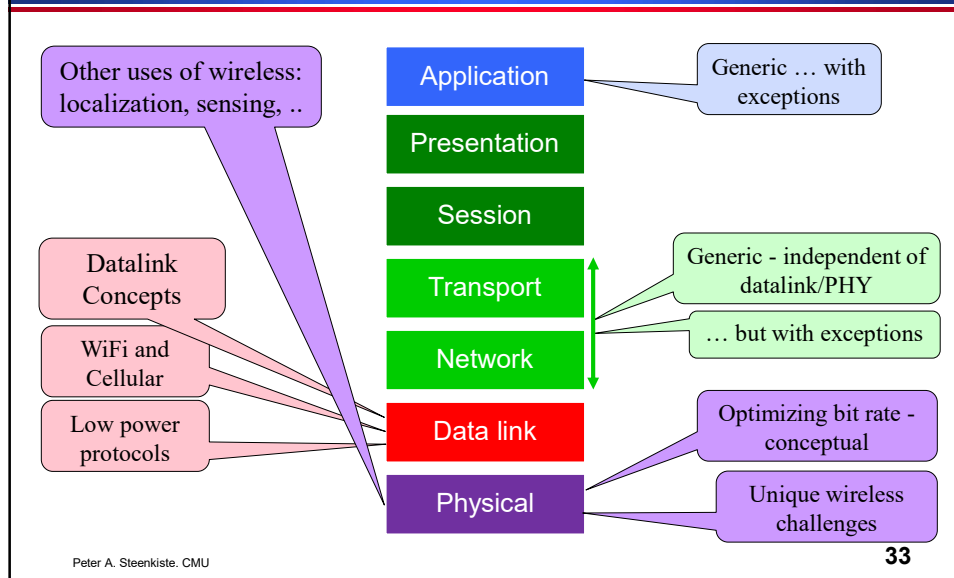 Other uses of wireless:
localization, sensing, ..
Application
Generic … with
exceptions
Presentation
Session
Datalink
Concepts
Transport
Generic - independent of
datalink/PHY
WiFi and
Cellular
Network
… but with exceptions
Low power
protocols
Data link
Optimizing bit rate -
conceptual
Physical
Unique wireless
challenges
Peter A. Steenkiste. CMU
33